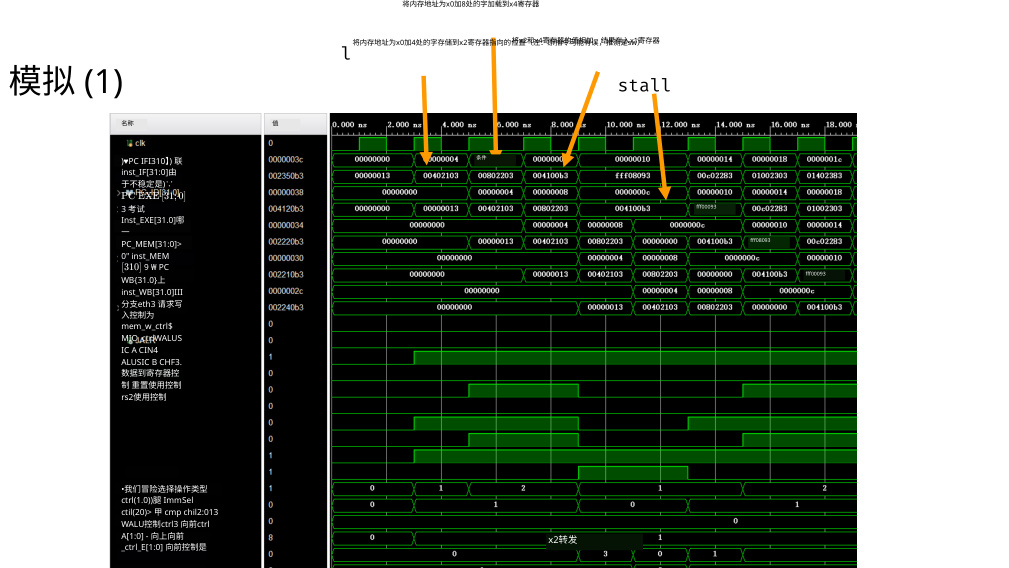 将内存地址为x0加8处的字加载到x4寄存器
将内存地址为x0加4处的字存储到x2寄存器指向的位置
l
stall
模拟 (1)
名称
值
0.000 ns 2.000 ns 4.000 ns 6.000 ns 8.000 ns 10.000 ns 12.000 ns 14.000 ns 16.000 ns 18.000
clk
0
0000003c 00000000 00000004 条件 0000000c 00000010 00000014 00000018 0000001c
002350b3 00000013 00402103 00802203 004100b3 fff08093 00c02283 01002303 01402383
00000038 00000000 00000004 00000008 0000000c 00000010 00000014 00000018
004120b3 00000000 00000013 00402103 00802203 004100b3 fff00093 00c02283 01002303
00000034 00000000 00000004 00000008 0000000c 00000010 00000014
002220b3 00000000 00000013 00402103 00802203 00000000 004100b3 fff08093 00c02283
00000030 00000000 00000004 00000008 0000000c 00000010
002210b3 00000000 00000013 00402103 00802203 00000000 004100b3 fff00093
0000002c 00000000 00000004 00000008 0000000c
002240b3 00000000 00000013 00402103 00802203 00000000 004100b3
inst_IF[31:0]由
于不稳定是)∵
PC EXE[31;0]
3 考试
Inst_EXE[31.0]哪
一
PC_MEM[31:0]>
0" inst_MEM
[310] 9 ₩ PC
WB{31.0}上
inst_WB[31.0]III
分支eth3 请求写
入控制为
mem_w_ctrl$
IC A CIN4
ALUSIC B CHF3.
数据到寄存器控
制 重置使用控制
rs2使用控制
0
0
1
0
0
0
0
0
1
1
•我们冒险选择操作类型
ctrl(1.0))腿 ImmSel
ctil(20)> 甲 cmp chil2:013
WALU控制ctrl3 向前ctrl
A[1:0] - 向上向前
_ctrl_E[1:0] 向前控制是
1 0 1 2 1 2
0 0 1 0 1
0 0
8 0 1
x2转发
0 0 3 0 1